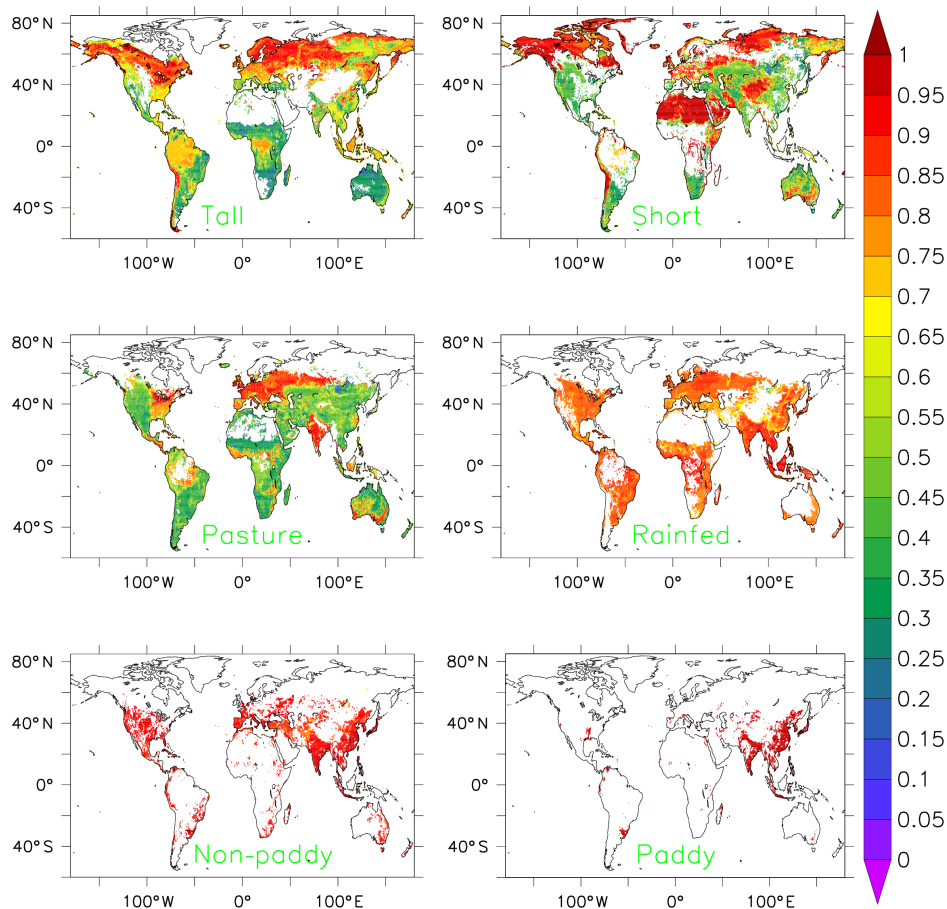 80°N
40°N
0°
40°S
Tall
100°W 0° 100°E
80°N
40°N
0°
40°S
Short
100°W 0° 100°E
80°N
40°N
0°
40°S
Pasture
100°W 0° 100°E
80°N
40°N
0°
40°S
Rainfed
100°W 0° 100°E
80°N
40°N
0°
40°S
Non-paddy
100°W 0° 100°E
80°N
40°N
0°
40°S
Paddy
100°W 0° 100°E
1
0.95
0.9
0.85
0.8
0.75
0.7
0.65
0.6
0.55
0.5
0.45
0.4
0.35
0.3
0.25
0.2
0.15
0.1
0.05
0